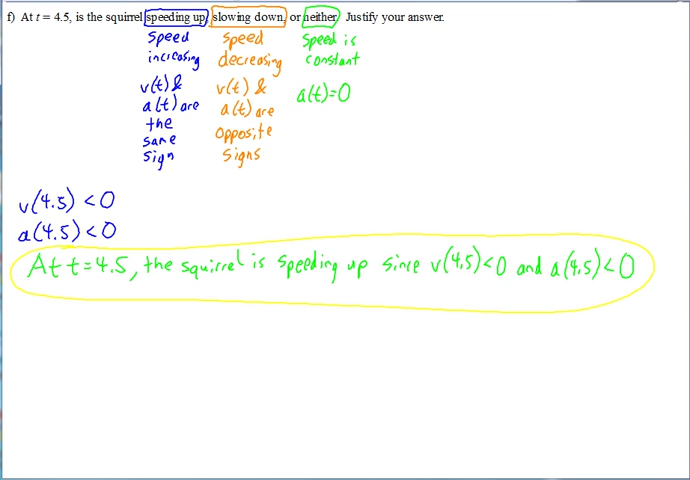 f) At t = 4.5, is the squirrel speeding up, slowing down, or neither? Justify your answer.
speed
increasing
v(t) &
a(t) are
the
same
sign
speed
decreasing
v(t) &
a(t) are
opposite
signs
speed is
constant
a(t)=0
v(4.5) < 0
a(4.5) < 0
At t=4.5, the squirrel is speeding up since v(4.5)<0 and a(4.5)<0